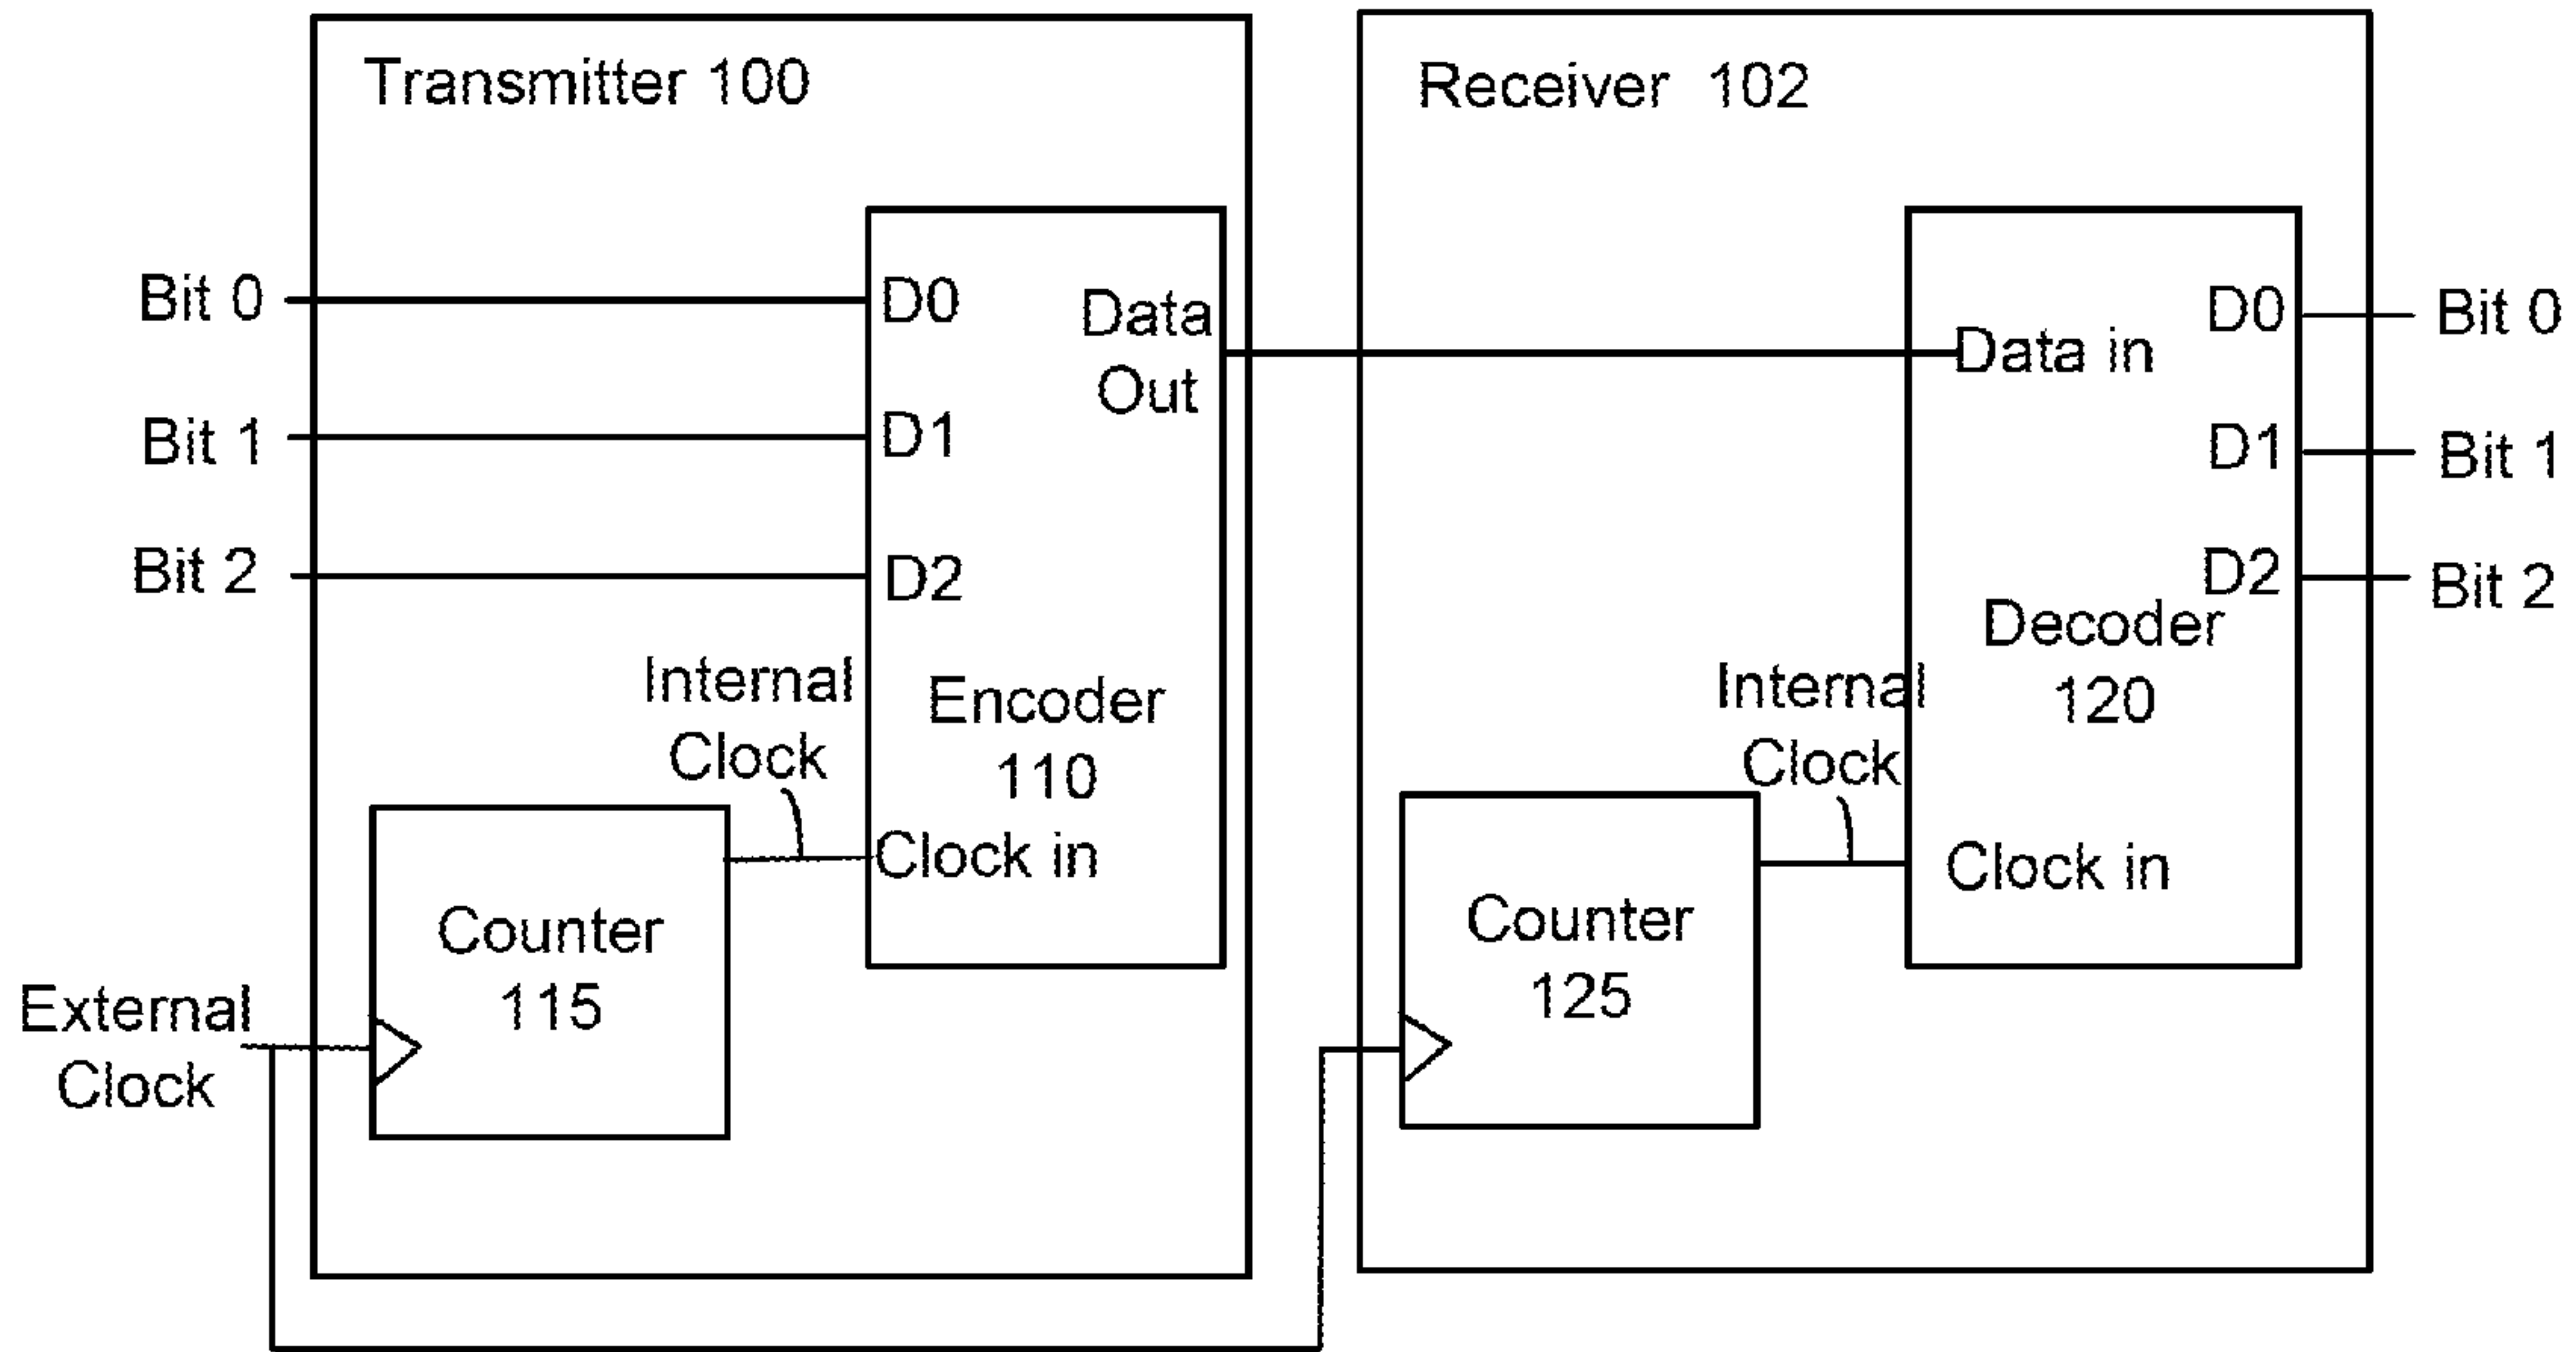 Transmitter 100
Bit 0
Bit 1
Bit 2
D0
D1
D2
Data
Out
Internal
Clock
Encoder
110
Clock in
Counter
115
External
Clock
Receiver 102
Data in
D0
D1
D2
Decoder
120
Internal
Clock
Clock in
Counter
125
Bit 0
Bit 1
Bit 2